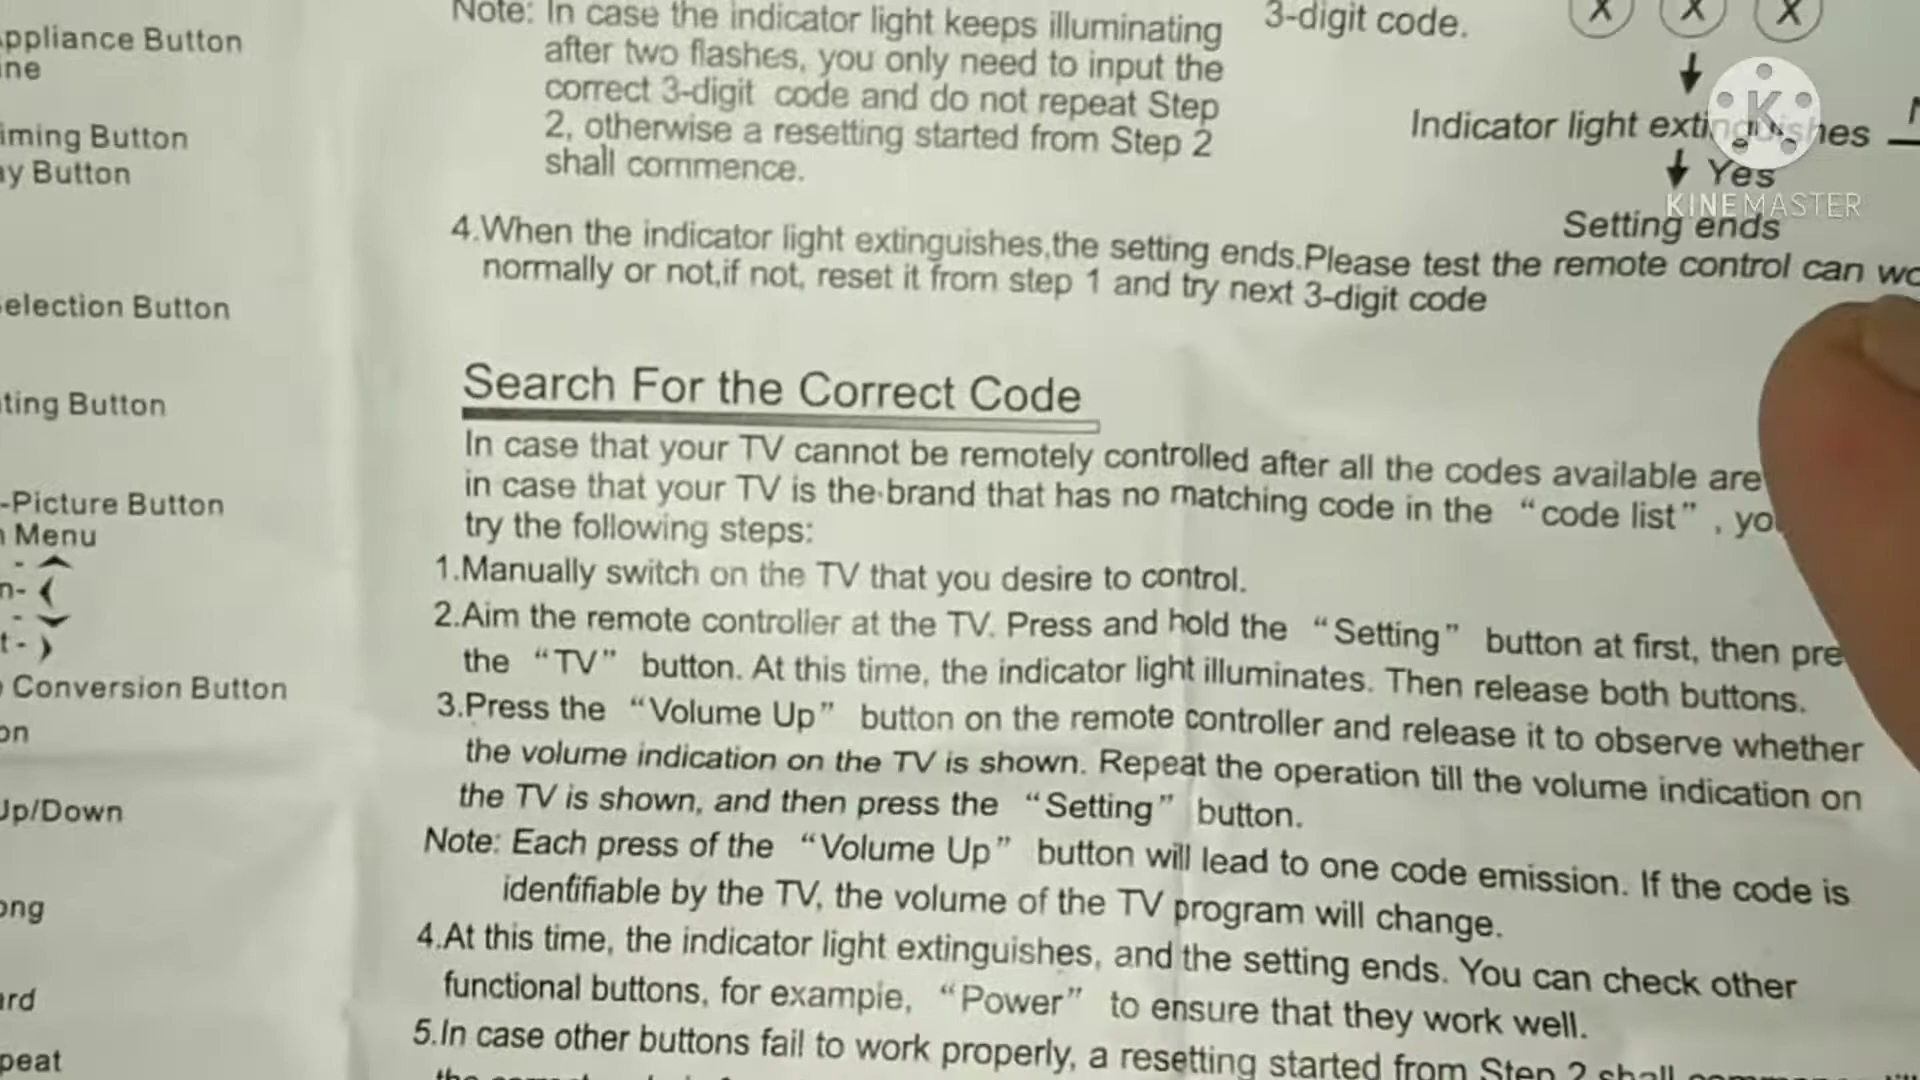 ppliance Button
ne
iming Button
ay Button
election Button
ting Button
-Picture Button
Menu
n-
t-
Conversion Button
on
Up/Down
ong
ard
peat
Note: In case the indicator light keeps illuminating
after two flashes, you only need to input the
correct 3-digit code and do not repeat Step
2, otherwise a resetting started from Step 2
shall commence.
3-digit code.
X X X
Indicator light extinguishes
Yes
Setting ends
K
KINEMASTER
4.When the indicator light extinguishes,the setting ends.Please test the remote control can wo
normally or not,if not, reset it from step 1 and try next 3-digit code
Search For the Correct Code
In case that your TV cannot be remotely controlled after all the codes available are
in case that your TV is the brand that has no matching code in the “code list” , yo
try the following steps:
1.Manually switch on the TV that you desire to control.
2.Aim the remote controller at the TV. Press and hold the “Setting” button at first, then pre
the “TV” button. At this time, the indicator light illuminates. Then release both buttons.
3.Press the “Volume Up” button on the remote controller and release it to observe whether
the volume indication on the TV is shown. Repeat the operation till the volume indication on
the TV is shown, and then press the “Setting” button.
Note: Each press of the “Volume Up” button will lead to one code emission. If the code is
identifiable by the TV, the volume of the TV program will change.
4.At this time, the indicator light extinguishes, and the setting ends. You can check other
functional buttons, for example, “Power” to ensure that they work well.
5.In case other buttons fail to work properly, a resetting started from Step 2 shall